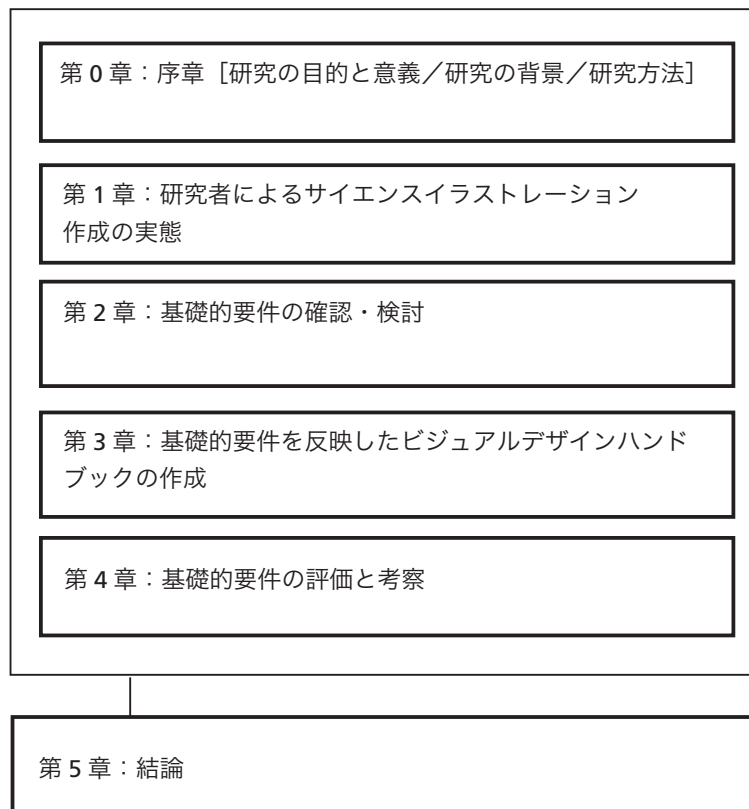 第 0 章：序章［研究の目的と意義／研究の背景／研究方法］
第 1 章：研究者によるサイエンスイラストレーション
作成の実態
第 2 章：基礎的要件の確認・検討
第 3 章：基礎的要件を反映したビジュアルデザインハンド
ブックの作成
第 4 章：基礎的要件の評価と考察
第 5 章：結論